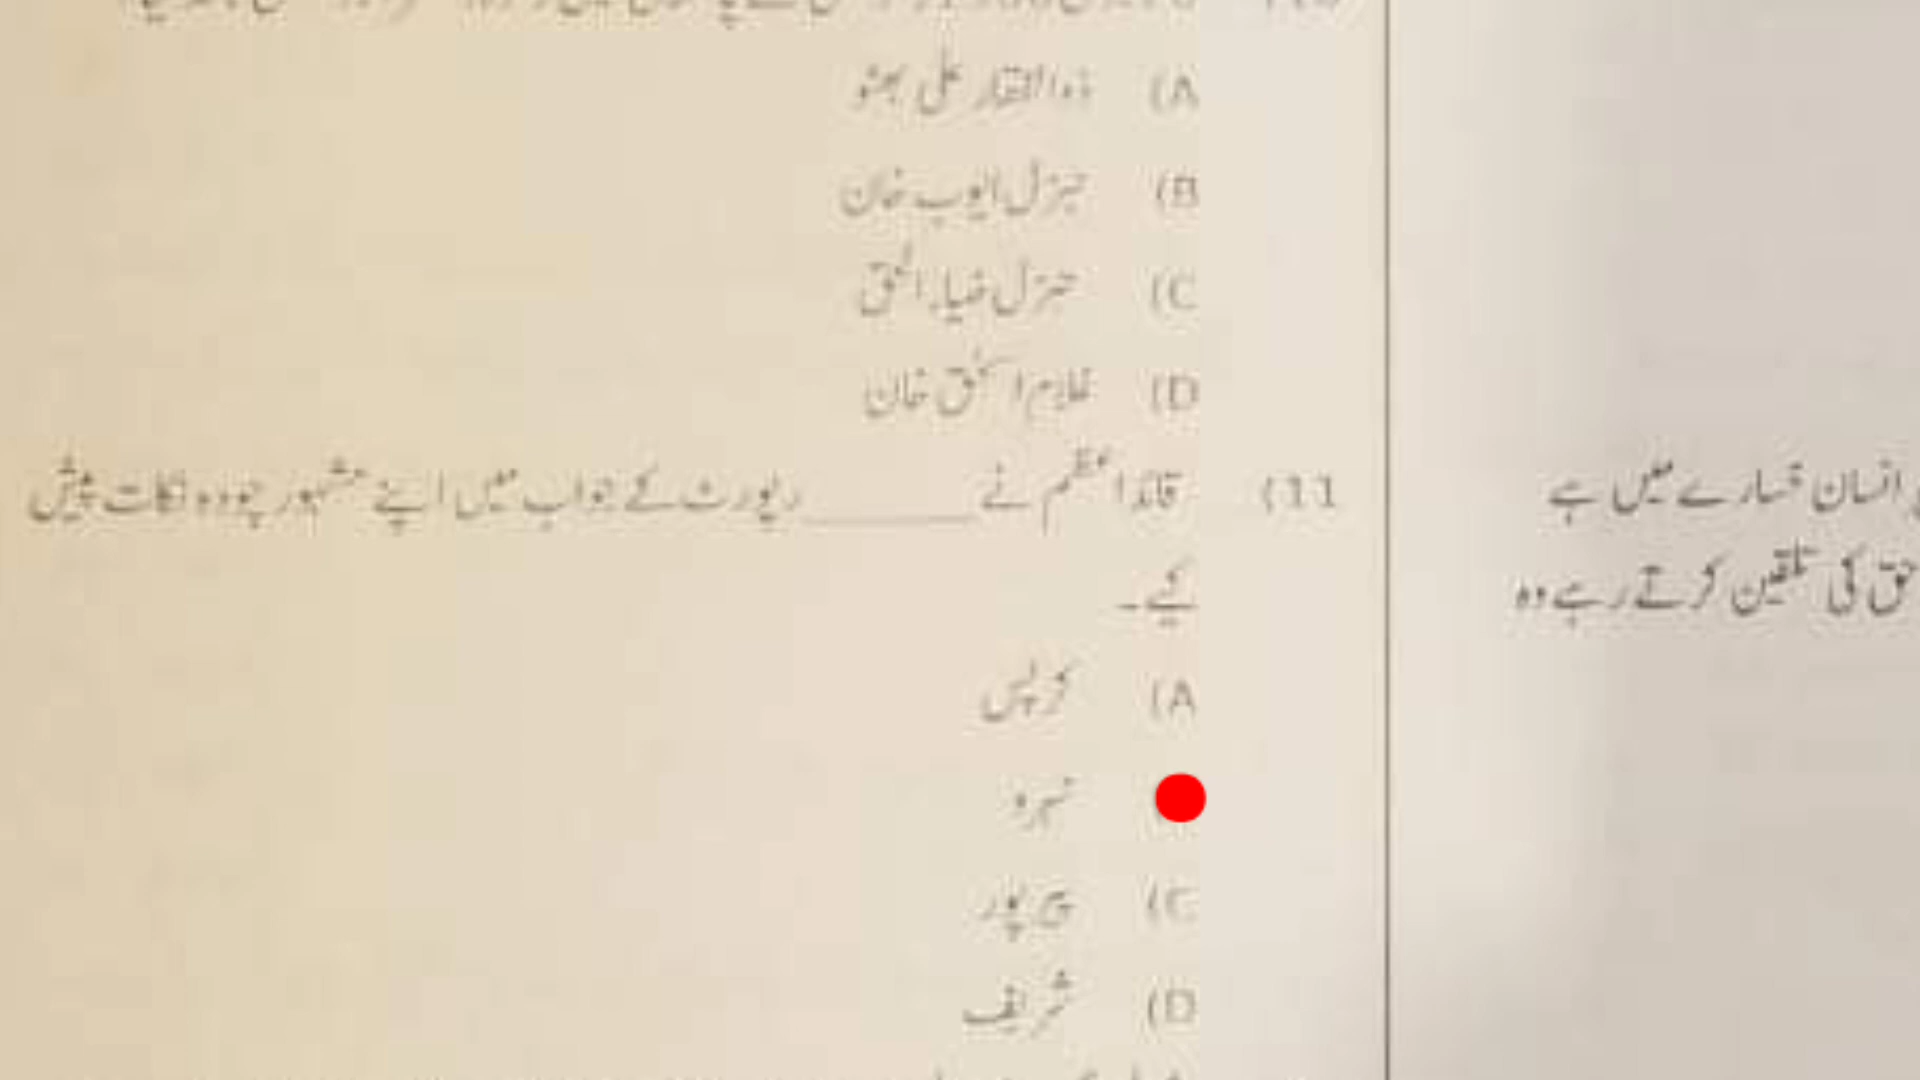 (A ذوالفقار علی بھٹو
(B جنرل ایوب خان
(C جنرل ضیاء الحق
(D غلام اسحٰق خان
(11 قائداعظم نے ______ رپورٹ کے جواب میں اپنے مشہور چودہ نکات پیش
کیے۔
(A کرپس
نہرو
(C پیرپور
(D شریف
انسان خسارے میں ہے
حق کی تلقین کرتے رہے وہ